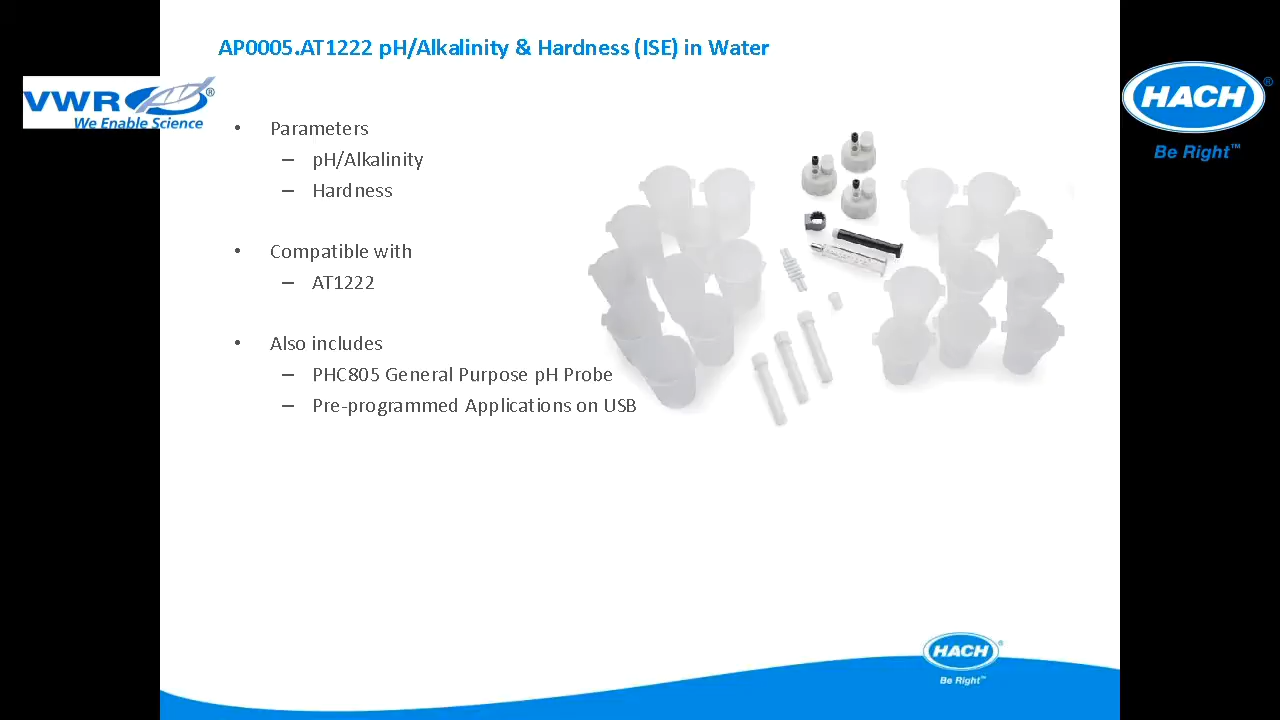 AP0005.AT1222 pH/Alkalinity & Hardness (ISE) in Water
VWR®
We Enable Science
HACH®
Be Right™
• Parameters
– pH/Alkalinity
– Hardness
• Compatible with
– AT1222
• Also includes
– PHC805 General Purpose pH Probe
– Pre-programmed Applications on USB
HACH®
Be Right™